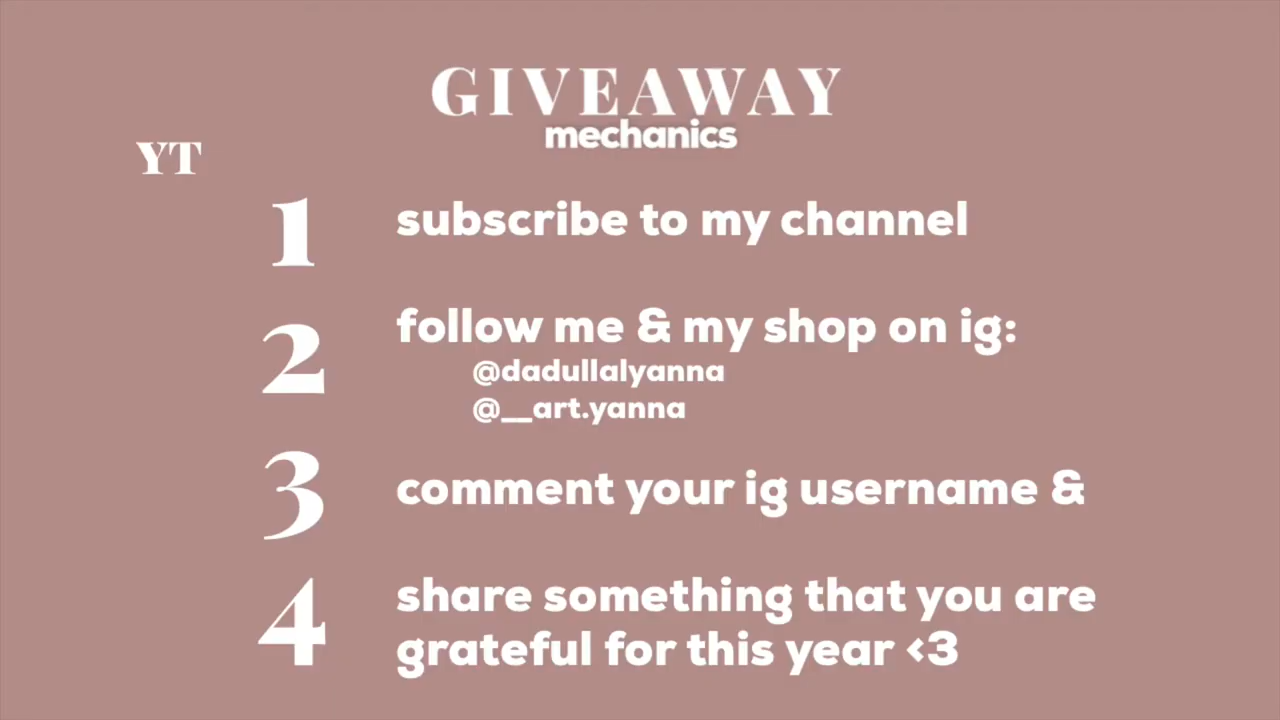 GIVEAWAY
mechanics
YT
1 subscribe to my channel
2 follow me & my shop on ig:
@dadullalyanna
@__art.yanna
3 comment your ig username &
4 share something that you are
grateful for this year <3